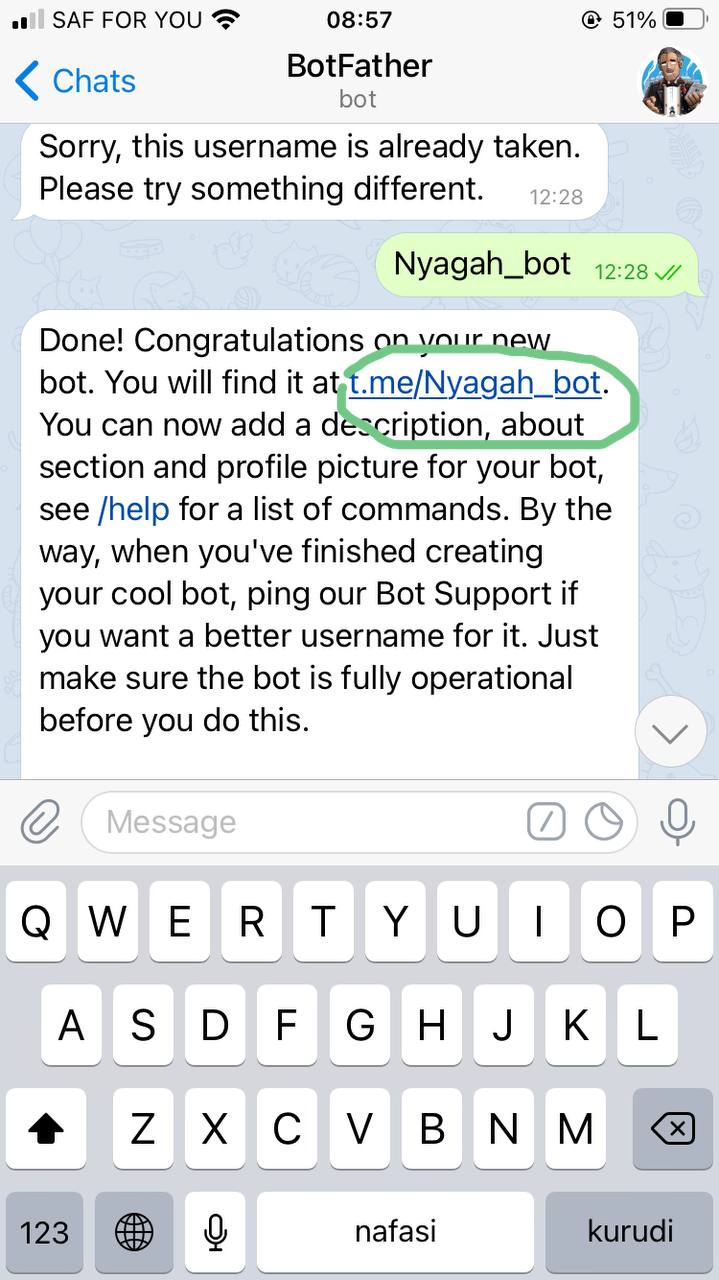 SAF FOR YOU 08:57 51%
Chats
BotFather
bot
Sorry, this username is already taken.
Please try something different. 12:28
Nyagah_bot 12:28
Done! Congratulations on your new
bot. You will find it at t.me/Nyagah_bot.
You can now add a description, about
section and profile picture for your bot,
see /help for a list of commands. By the
way, when you've finished creating
your cool bot, ping our Bot Support if
you want a better username for it. Just
make sure the bot is fully operational
before you do this.
Message
Q W E R T Y U I O P
A S D F G H J K L
Z X C V B N M
123 nafasi kurudi